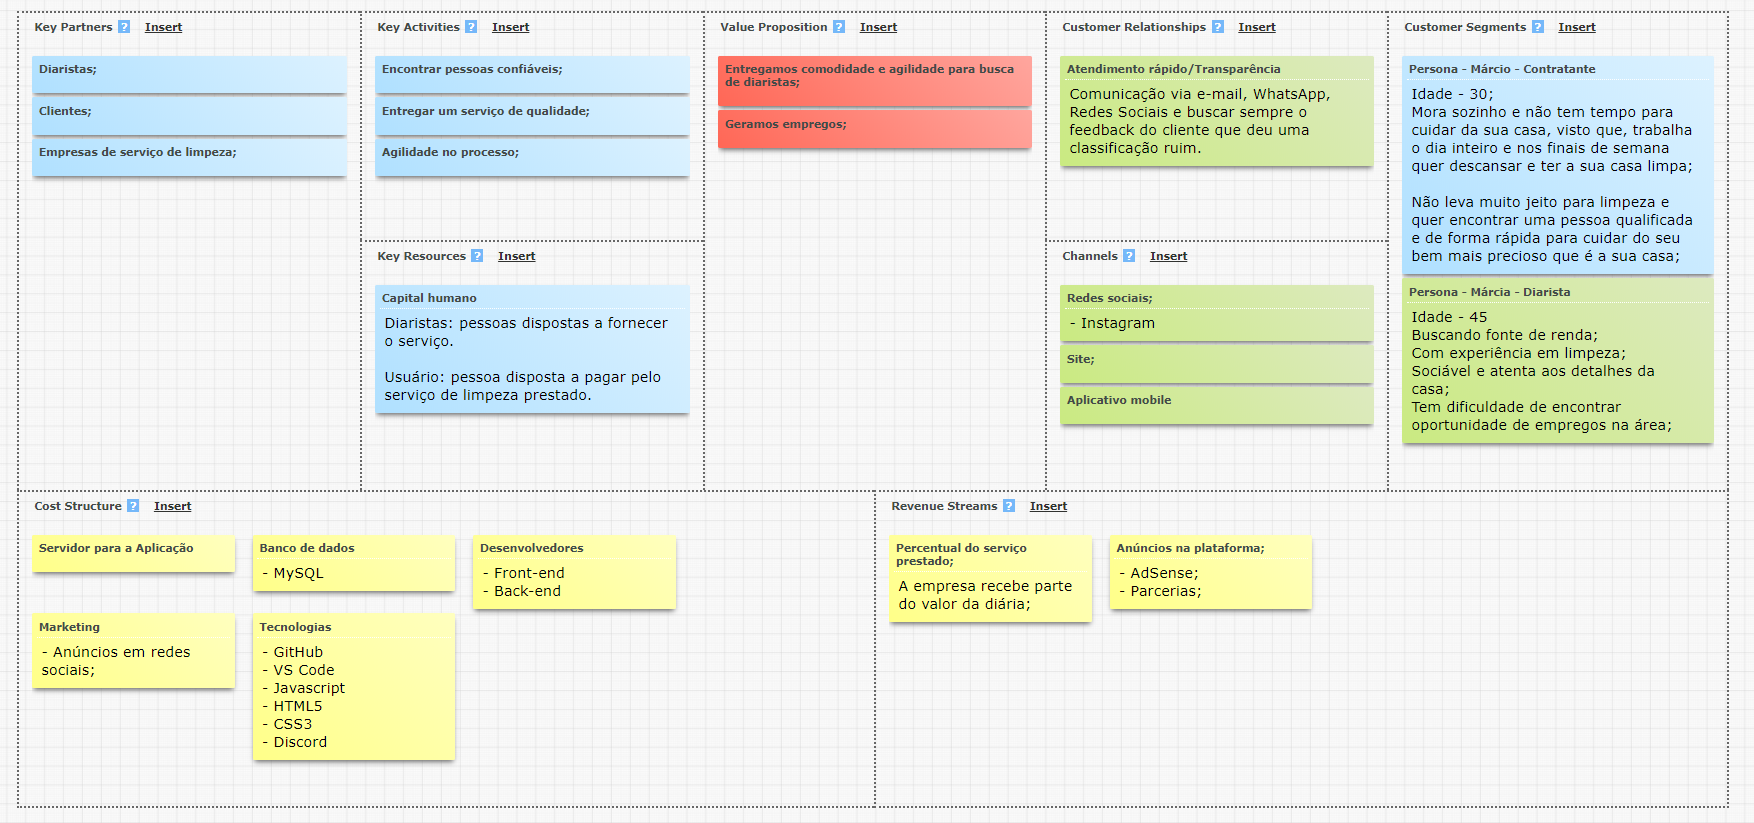 Key Partners ? Insert
Diaristas;
Clientes;
Empresas de serviço de limpeza;
Key Activities ? Insert
Encontrar pessoas confiáveis;
Entregar um serviço de qualidade;
Agilidade no processo;
Key Resources ? Insert
Capital humano
Diaristas: pessoas dispostas a fornecer
o serviço.
Usuário: pessoa disposta a pagar pelo
serviço de limpeza prestado.
Value Proposition ? Insert
Entregamos comodidade e agilidade para busca
de diaristas;
Geramos empregos;
Customer Relationships ? Insert
Atendimento rápido/Transparência
Comunicação via e-mail, WhatsApp,
Redes Sociais e buscar sempre o
feedback do cliente que deu uma
classificação ruim.
Channels ? Insert
Redes sociais;
- Instagram
Site;
Aplicativo mobile
Customer Segments ? Insert
Persona - Márcio - Contratante
Idade - 30;
Mora sozinho e não tem tempo para
cuidar da sua casa, visto que, trabalha
o dia inteiro e nos finais de semana
quer descansar e ter a sua casa limpa;
Não leva muito jeito para limpeza e
quer encontrar uma pessoa qualificada
e de forma rápida para cuidar do seu
bem mais precioso que é a sua casa;
Persona - Márcia - Diarista
Idade - 45
Buscando fonte de renda;
Com experiência em limpeza;
Sociável e atenta aos detalhes da
casa;
Tem dificuldade de encontrar
oportunidade de empregos na área;
Cost Structure ? Insert
Servidor para a Aplicação
Banco de dados
- MySQL
Desenvolvedores
- Front-end
- Back-end
Marketing
- Anúncios em redes
sociais;
Tecnologias
- GitHub
- VS Code
- Javascript
- HTML5
- CSS3
- Discord
Revenue Streams ? Insert
Percentual do serviço
prestado;
A empresa recebe parte
do valor da diária;
Anúncios na plataforma;
- AdSense;
- Parcerias;